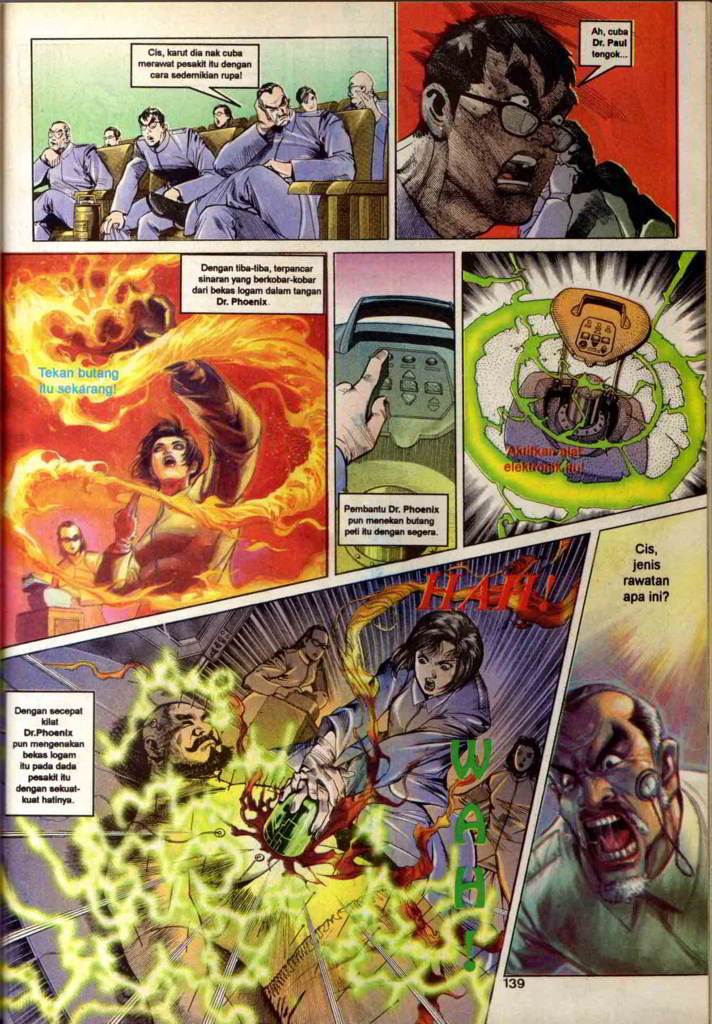 Cis, karut dia nak cuba
merawat pesakit itu dengan
cara sedemikian rupa!
Ah, cuba
Dr. Paul
tengok...
Dengan tiba-tiba, terpancar
sinaran yang berkobar-kobar
dari bekas logam dalam tangan
Dr. Phoenix.
Tekan butang
itu sekarang!
Pembantu Dr. Phoenix
pun menekan butang
peti itu dengan segera.
Aktifkan alat
elektronik itu!
HAH!
Dengan secepat
kilat
Dr.Phoenix
pun mengenakan
bekas logam
itu pada dada
pesakit itu
dengan sekuat-
kuat hatinya.
WAH!
Cis,
jenis
rawatan
apa ini?
139